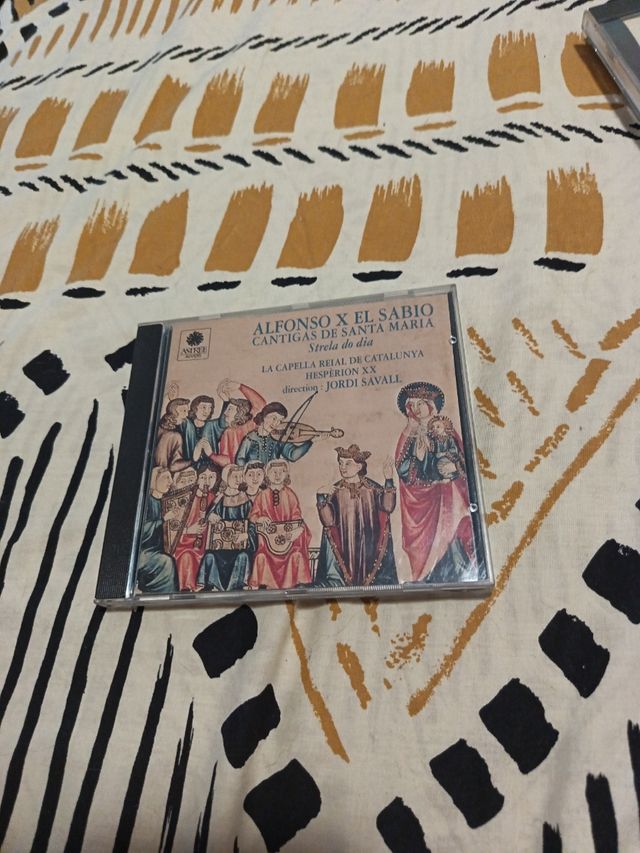 ASTRÉE
ALFONSO X EL SABIO
CANTIGAS DE SANTA MARIA
Strela do dia
LA CAPELLA REIAL DE CATALUNYA
HESPÈRION XX
direction : JORDI SAVALL